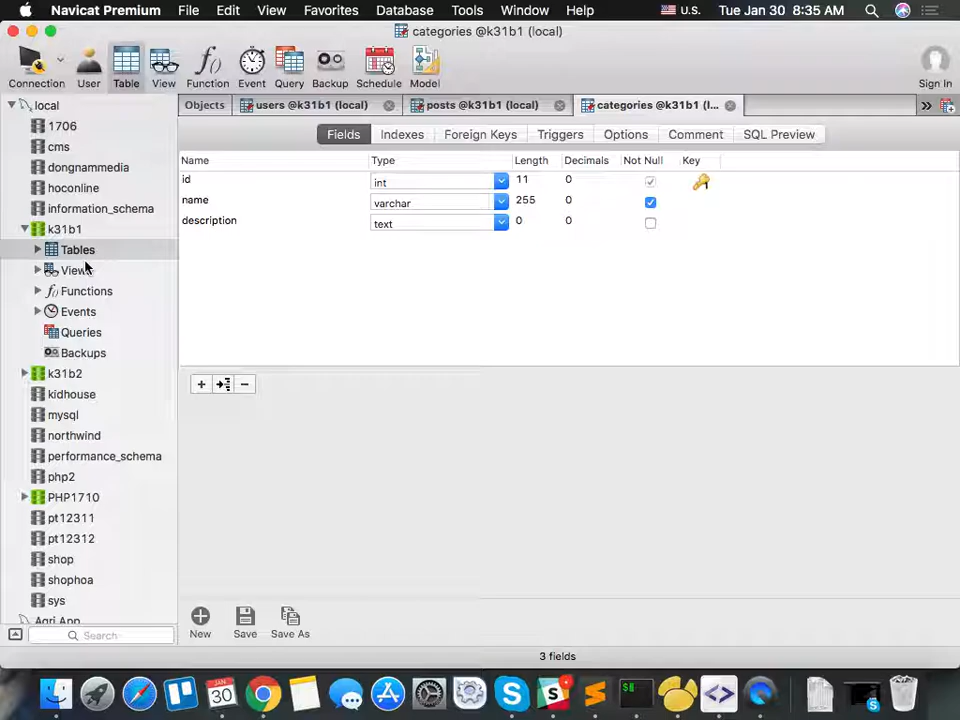 Navicat Premium File Edit View Favorites Database Tools Window Help U.S. Tue Jan 30 8:35 AM
categories @k31b1 (local)
Connection User Table View Function Event Query Backup Schedule Model Sign In
Objects users @k31b1 (local) posts @k31b1 (local) categories @k31b1 (l...
Fields Indexes Foreign Keys Triggers Options Comment SQL Preview
Name Type Length Decimals Not Null Key
id int 11 0
name varchar 255 0
description text 0 0
local
1706
cms
dongnammedia
hoconline
information_schema
k31b1
Tables
Views
Functions
Events
Queries
Backups
k31b2
kidhouse
mysql
northwind
performance_schema
php2
PHP1710
pt12311
pt12312
shop
shophoa
sys
Agri App
Search
New Save Save As
3 fields